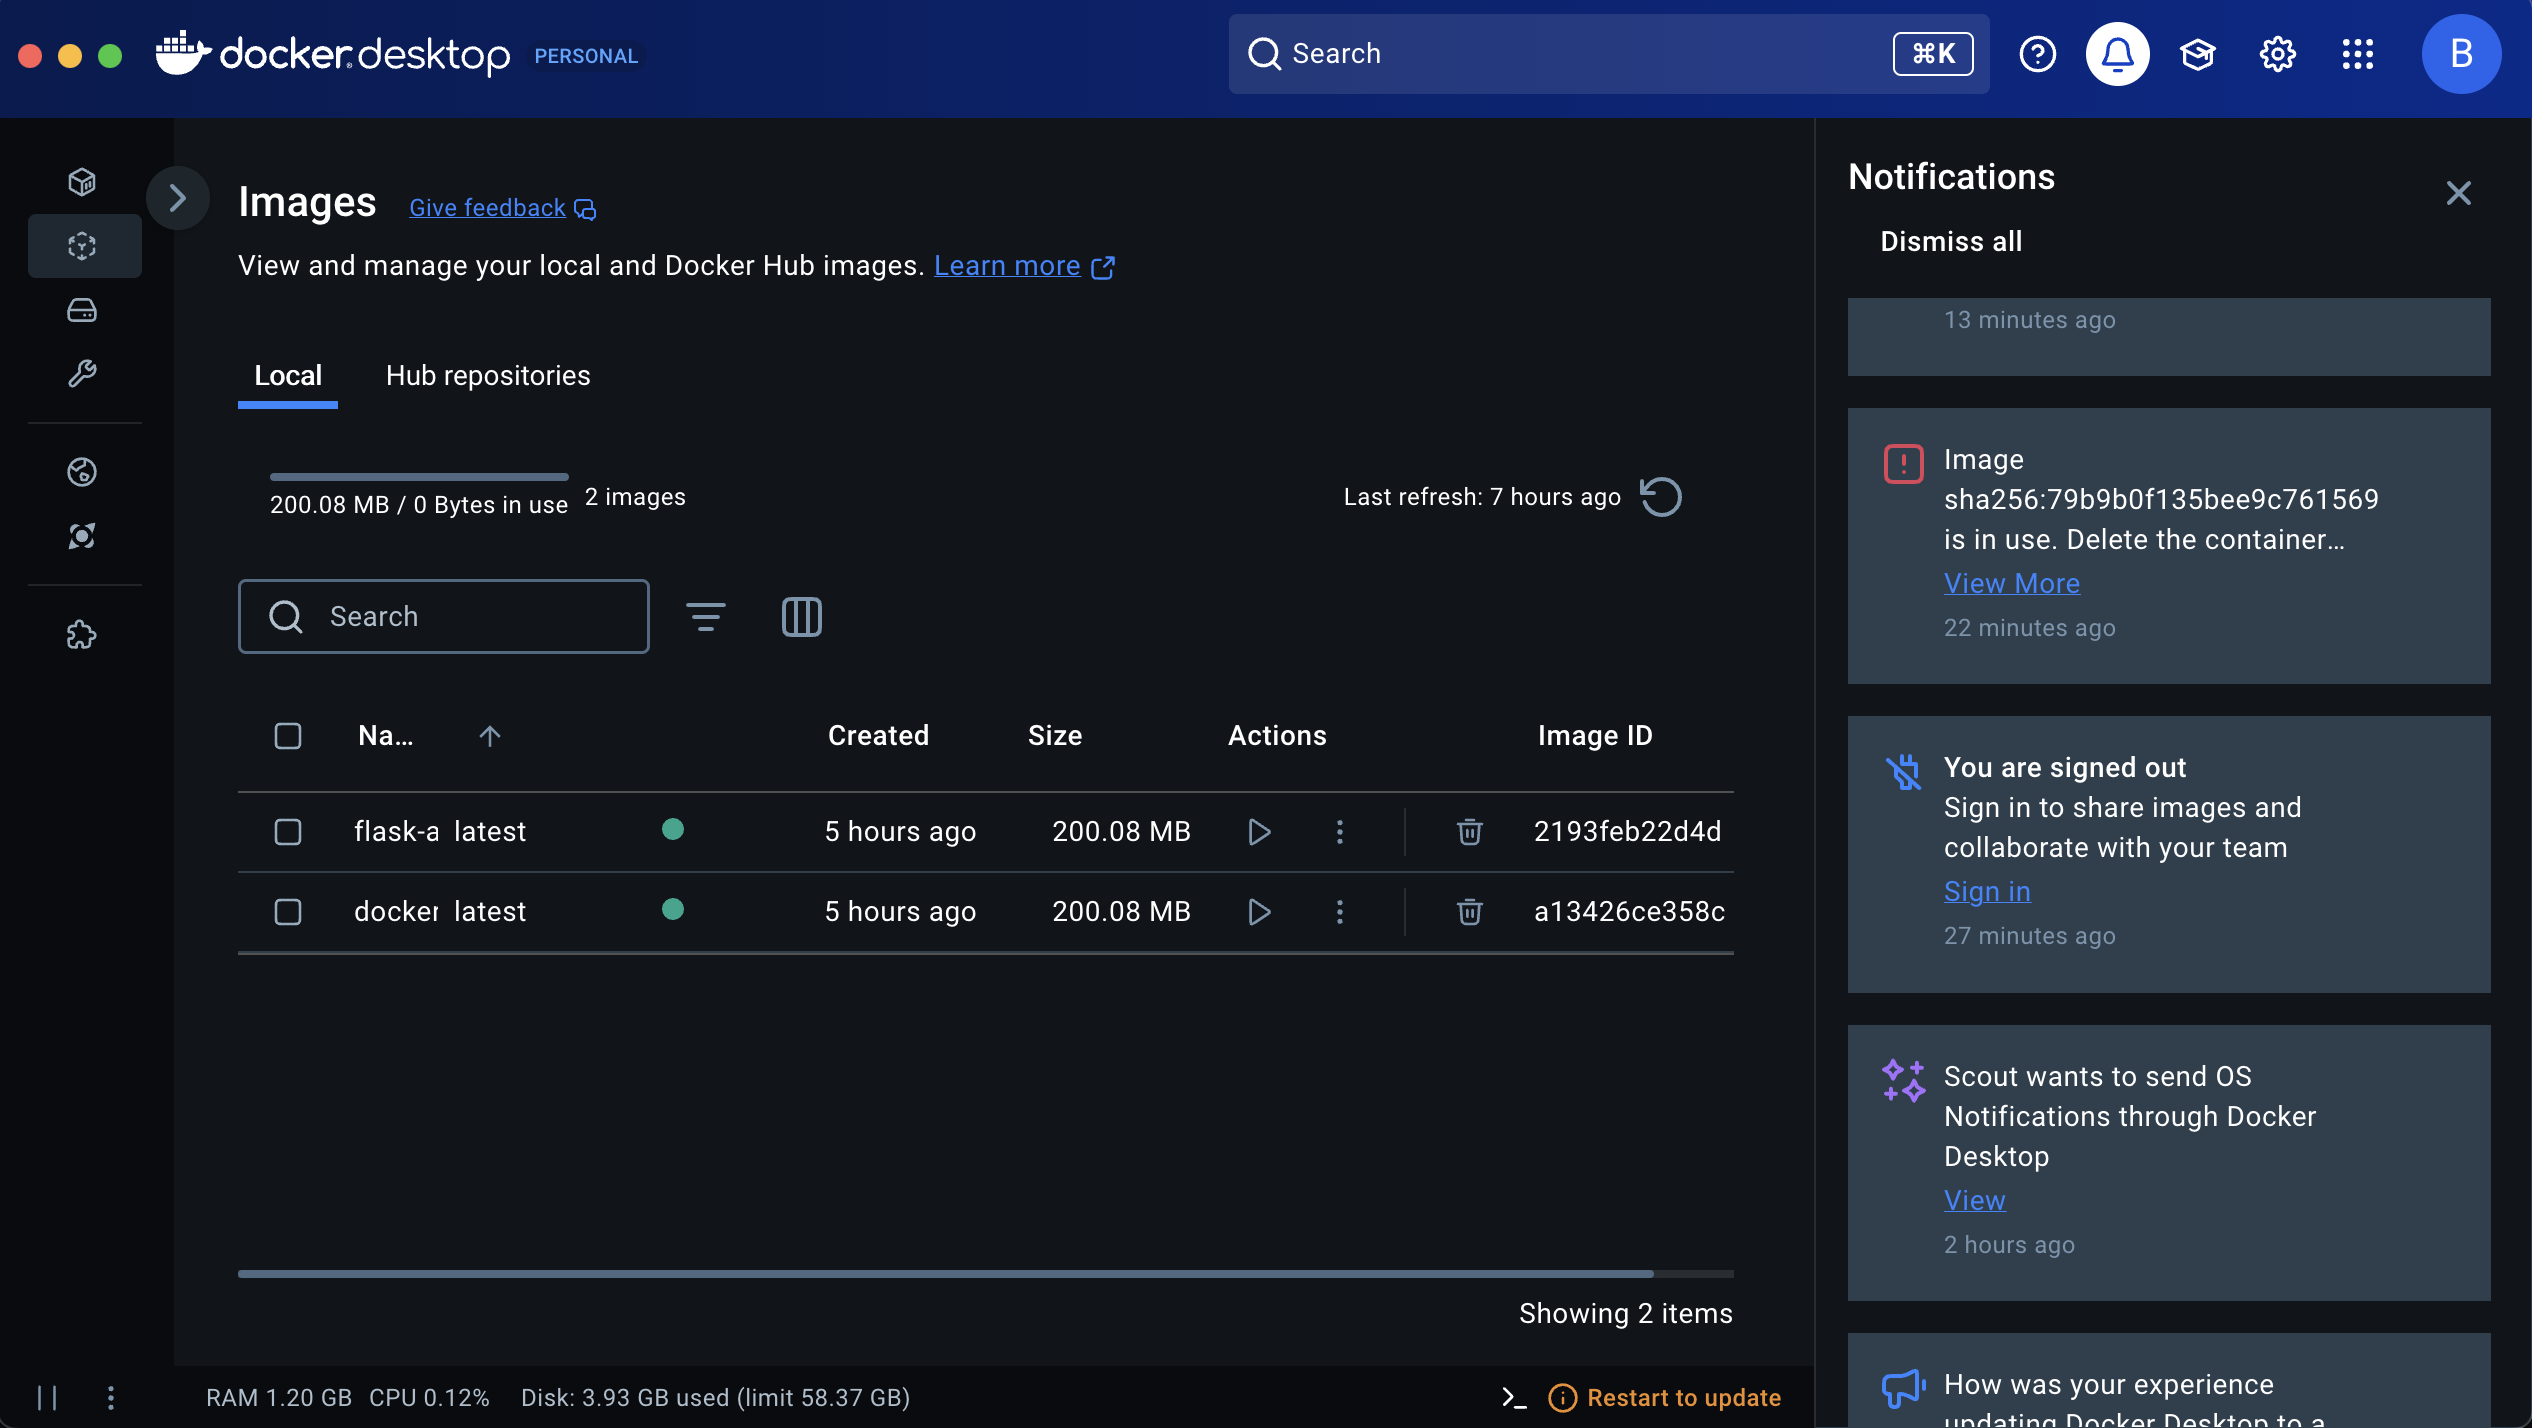 docker desktop PERSONAL
Search ⌘K
B
Images Give feedback
View and manage your local and Docker Hub images. Learn more
Local Hub repositories
200.08 MB / 0 Bytes in use 2 images
Last refresh: 7 hours ago
Search
Na... Created Size Actions Image ID
flask-a latest 5 hours ago 200.08 MB 2193feb22d4d
docker latest 5 hours ago 200.08 MB a13426ce358c
Showing 2 items
RAM 1.20 GB CPU 0.12% Disk: 3.93 GB used (limit 58.37 GB)
Restart to update
Notifications
Dismiss all
13 minutes ago
Image
sha256:79b9b0f135bee9c761569
is in use. Delete the container...
View More
22 minutes ago
You are signed out
Sign in to share images and
collaborate with your team
Sign in
27 minutes ago
Scout wants to send OS
Notifications through Docker
Desktop
View
2 hours ago
How was your experience
updating Docker Desktop to a